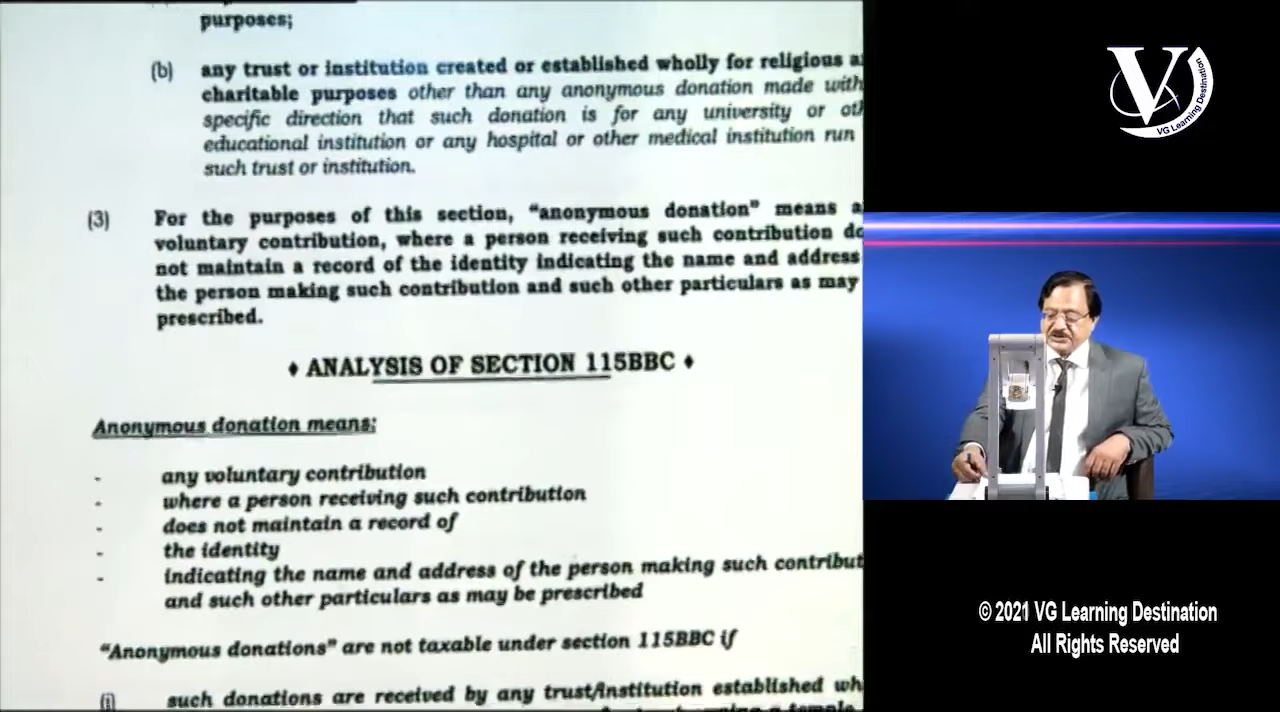 purposes;
(b) any trust or institution created or established wholly for religious a
charitable purposes other than any anonymous donation made with
specific direction that such donation is for any university or oth
educational institution or any hospital or other medical institution run
such trust or institution.
(3) For the purposes of this section, “anonymous donation” means a
voluntary contribution, where a person receiving such contribution do
not maintain a record of the identity indicating the name and address
the person making such contribution and such other particulars as may
prescribed.
♦ ANALYSIS OF SECTION 115BBC ♦
Anonymous donation means:
- any voluntary contribution
- where a person receiving such contribution
- does not maintain a record of
- the identity
- indicating the name and address of the person making such contribut
and such other particulars as may be prescribed
“Anonymous donations” are not taxable under section 115BBC if
(i) such donations are received by any trust/institution established wh
a temple
V
VG Learning Destination
© 2021 VG Learning Destination
All Rights Reserved